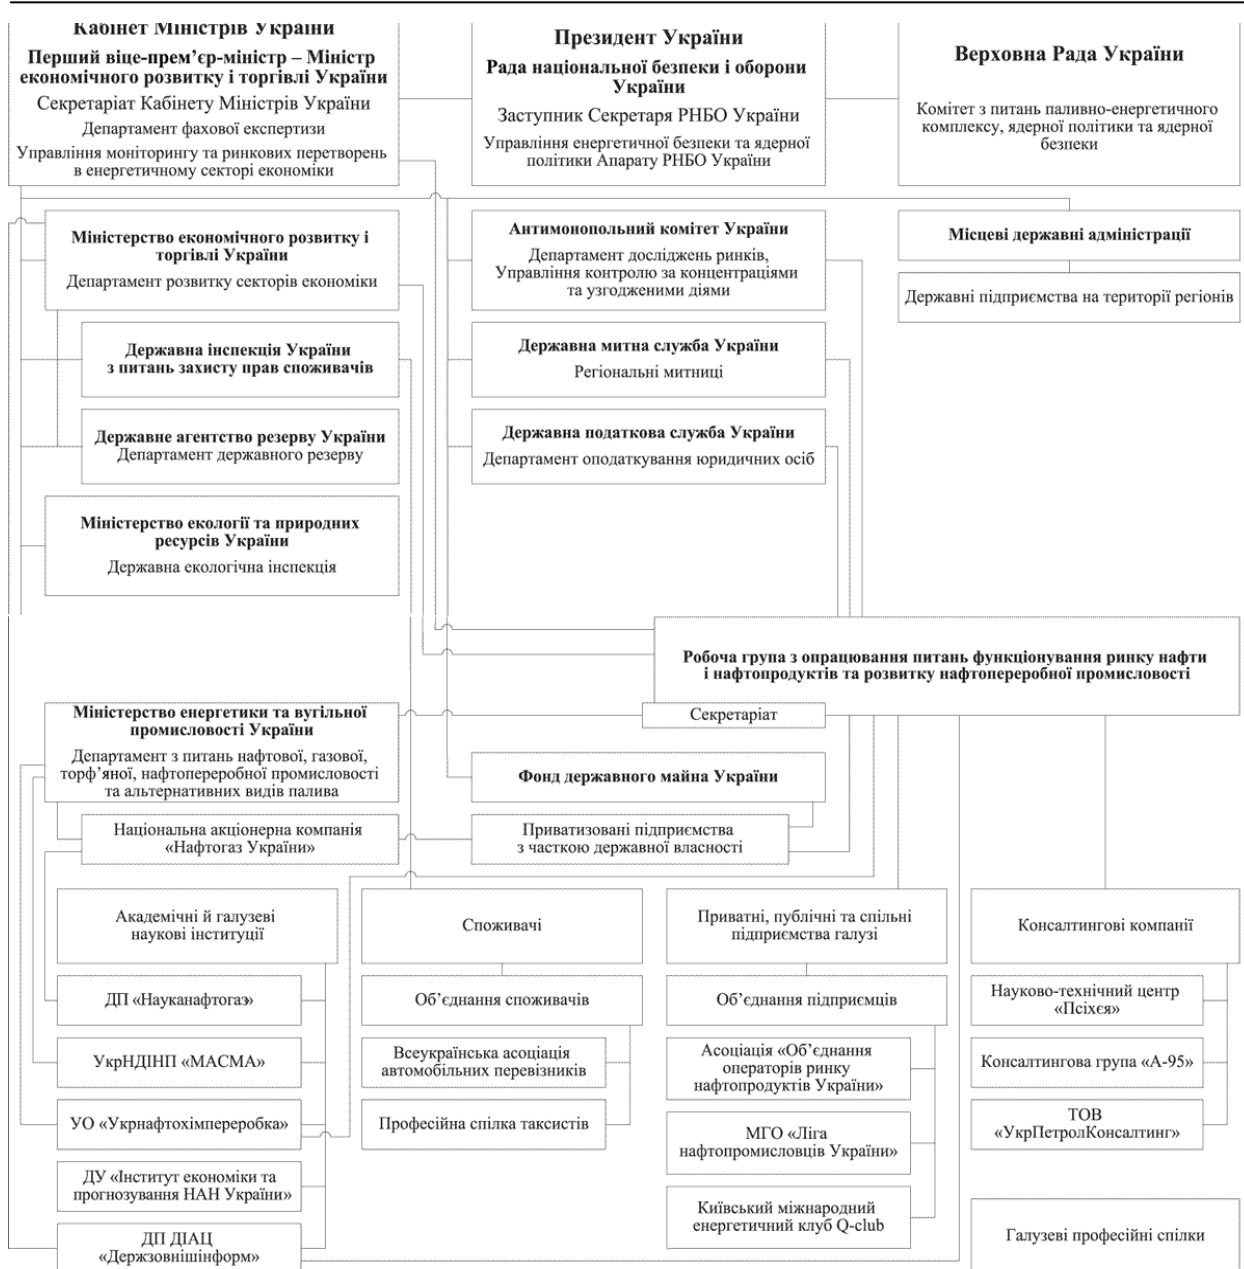 Кабінет Міністрів України
Перший віце-прем’єр-міністр – Міністр
економічного розвитку і торгівлі України
Секретаріат Кабінету Міністрів України
Департамент фахової експертизи
Управління моніторингу та ринкових перетворень
в енергетичному секторі економіки
Президент України
Рада національної безпеки і оборони
України
Заступник Секретаря РНБО України
Управління енергетичної безпеки та ядерної
політики Апарату РНБО України
Верховна Рада України
Комітет з питань паливно-енергетичного
комплексу, ядерної політики та ядерної
безпеки
Міністерство економічного розвитку і
торгівлі України
Департамент розвитку секторів економіки
Антимонопольний комітет України
Департамент досліджень ринків,
Управління контролю за концентраціями
та узгодженими діями
Місцеві державні адміністрації
Державні підприємства на території регіонів
Державна інспекція України
з питань захисту прав споживачів
Державна митна служба України
Регіональні митниці
Державне агентство резерву України
Департамент державного резерву
Державна податкова служба України
Департамент оподаткування юридичних осіб
Міністерство екології та природних
ресурсів України
Державна екологічна інспекція
Робоча група з опрацювання питань функціонування ринку нафти
і нафтопродуктів та розвитку нафтопереробної промисловості
Секретаріат
Міністерство енергетики та вугільної
промисловості України
Департамент з питань нафтової, газової,
торф’яної, нафтопереробної промисловості
та альтернативних видів палива
Фонд державного майна України
Національна акціонерна компанія
«Нафтогаз України»
Приватизовані підприємства
з часткою державної власності
Академічні й галузеві
наукові інституції
Споживачі
Приватні, публічні та спільні
підприємства галузі
Консалтингові компанії
ДП «Науканафтогаз»
Об’єднання споживачів
Об’єднання підприємців
Науково-технічний центр
«Псіхєя»
УкрНДІНП «МАСМА»
Всеукраїнська асоціація
автомобільних перевізників
Асоціація «Об’єднання
операторів ринку
нафтопродуктів України»
Консалтингова група «А-95»
УО «Укрнафтохімпереробка»
Професійна спілка таксистів
МГО «Ліга
нафтопромисловців України»
ТОВ
«УкрПетролКонсалтинг»
ДУ «Інститут економіки та
прогнозування НАН України»
Київський міжнародний
енергетичний клуб Q-club
ДП ДІАЦ
«Держзовнішінформ»
Галузеві професійні спілки